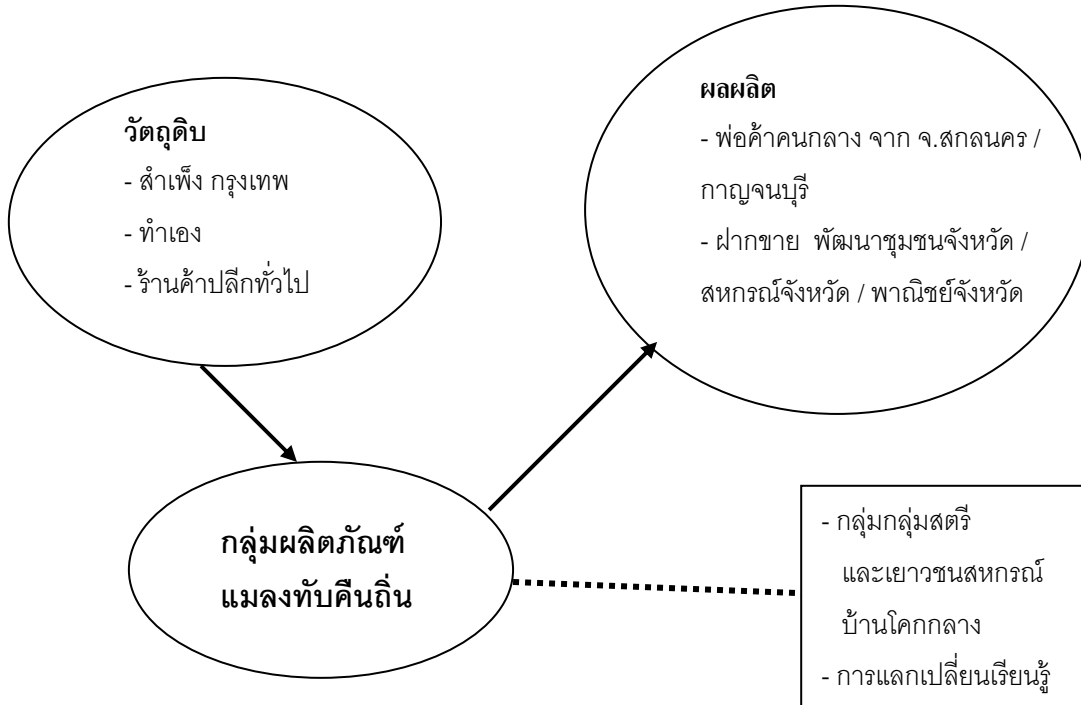 วัตถุดิบ
- สำเพ็ง กรุงเทพ
- ทำเอง
- ร้านค้าปลีกทั่วไป
ผลผลิต
- พ่อค้าคนกลาง จาก จ.สกลนคร /
กาญจนบุรี
- ฝากขาย พัฒนาชุมชนจังหวัด /
สหกรณ์จังหวัด / พาณิชย์จังหวัด
กลุ่มผลิตภัณฑ์
แมลงทับคืนถิ่น
- กลุ่มกลุ่มสตรี
และเยาวชนสหกรณ์
บ้านโคกกลาง
- การแลกเปลี่ยนเรียนรู้